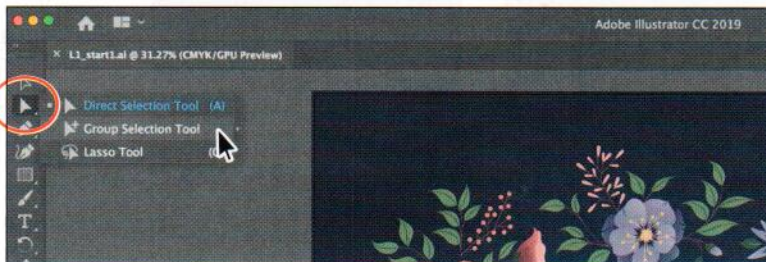 Adobe Illustrator CC 2019
× L1_start1.ai @ 31.27% (CMYK/GPU Preview)
Direct Selection Tool (A)
Group Selection Tool
Lasso Tool
T